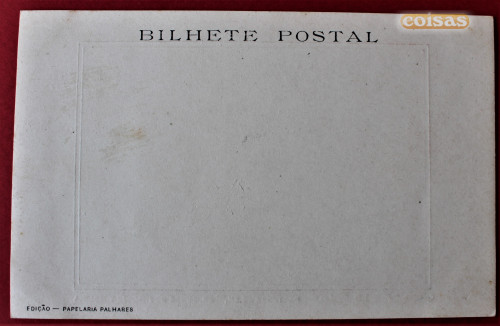 coisas
BILHETE POSTAL
EDIÇÃO — PAPELARIA PALHARES